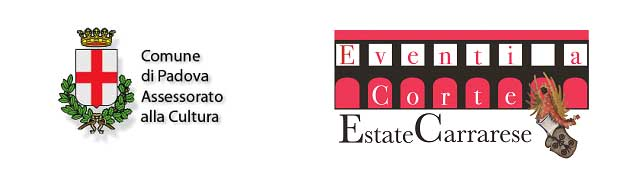 Comune
di Padova
Assessorato
alla Cultura
Eventi a
Corte
EstateCarrarese